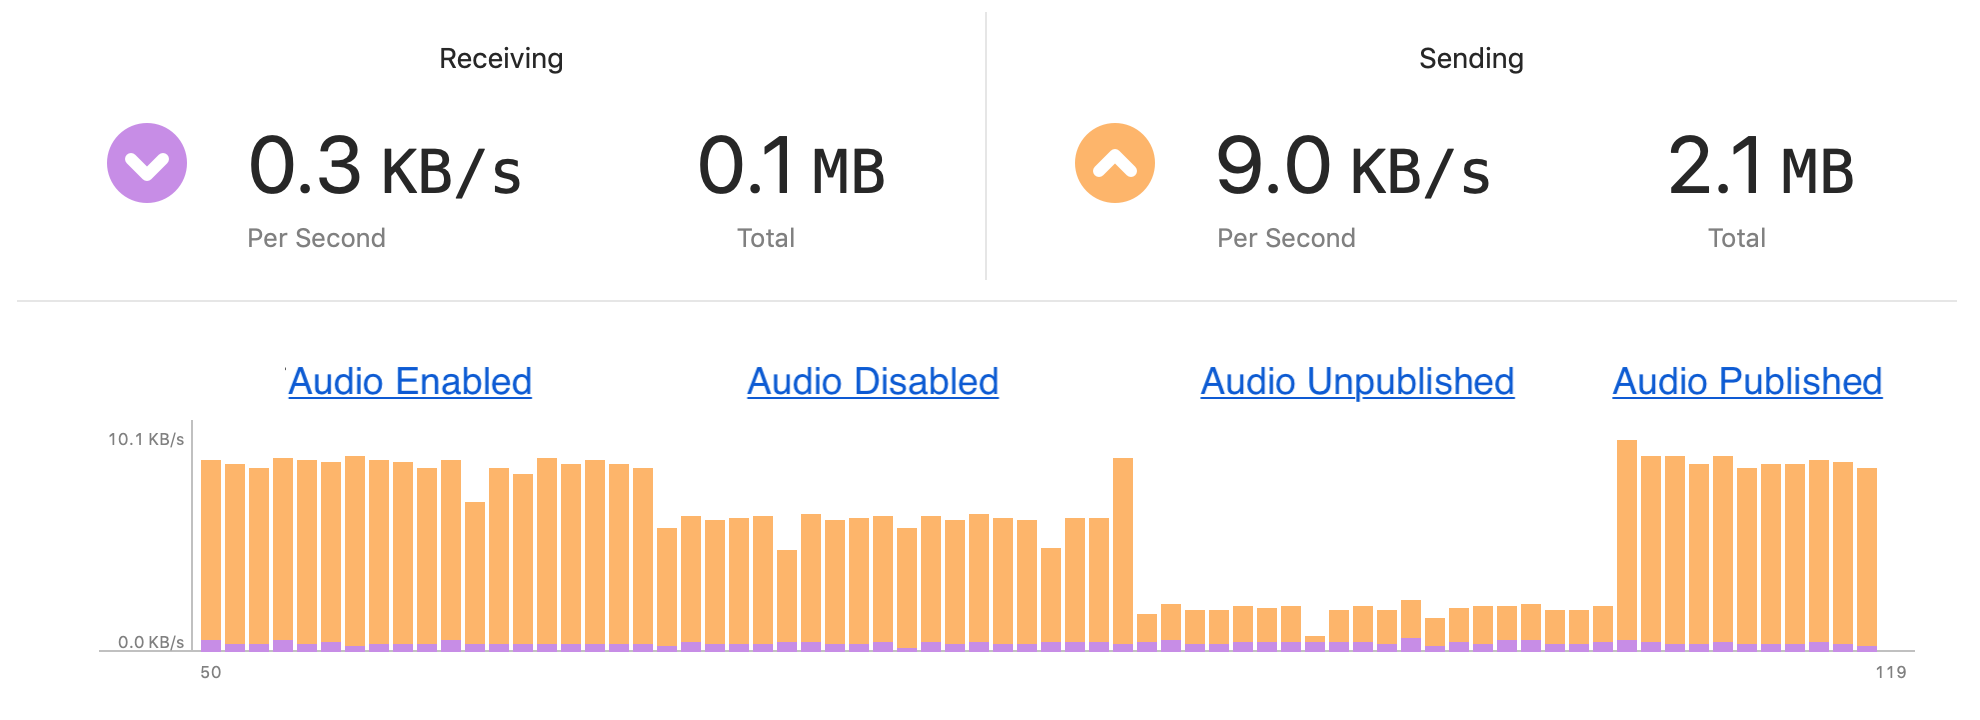 Receiving
Sending
0.3 KB/s
0.1 MB
9.0 KB/s
2.1 MB
Per Second
Total
Per Second
Total
Audio Enabled
Audio Disabled
Audio Unpublished
Audio Published
10.1 KB/s
0.0 KB/s
50
119